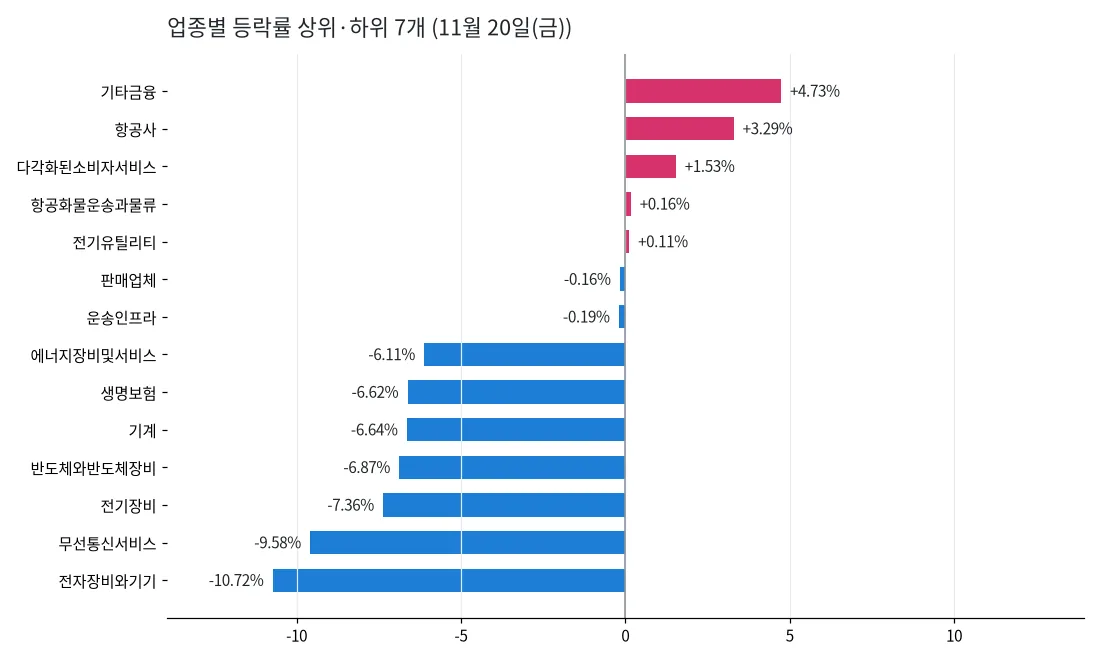 업종별 등락률 상위·하위 7개 (11월 20일(금))
기타금융 +4.73%
항공사 +3.29%
다각화된소비자서비스 +1.53%
항공화물운송과물류 +0.16%
전기유틸리티 +0.11%
판매업체 -0.16%
운송인프라 -0.19%
에너지장비및서비스 -6.11%
생명보험 -6.62%
기계 -6.64%
반도체와반도체장비 -6.87%
전기장비 -7.36%
무선통신서비스 -9.58%
전자장비와기기 -10.72%
-10 -5 0 5 10